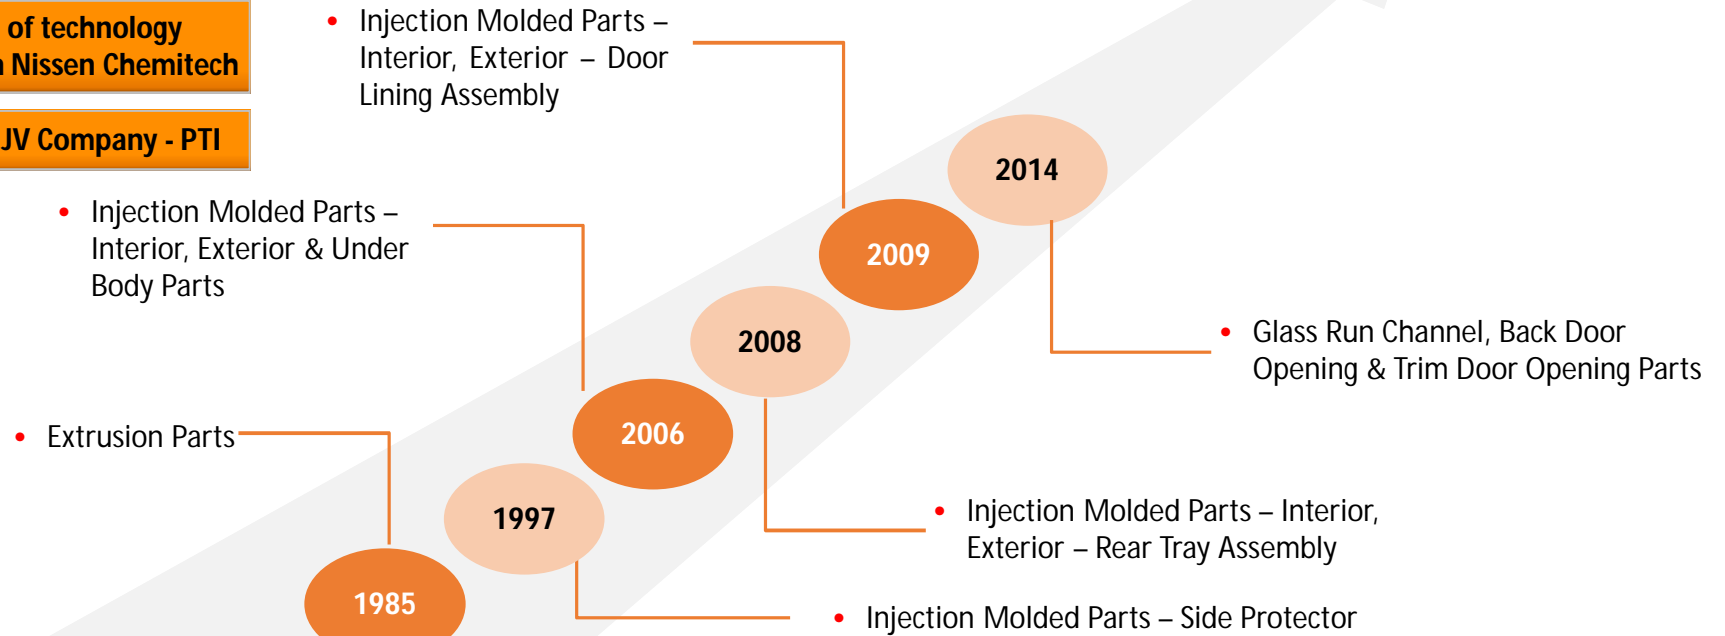 of technology
Nissen Chemitech
JV Company - PTI
• Injection Molded Parts –
Interior, Exterior – Door
Lining Assembly
• Injection Molded Parts –
Interior, Exterior & Under
Body Parts
• Extrusion Parts
2014
2009
2008
2006
1997
1985
• Glass Run Channel, Back Door
Opening & Trim Door Opening Parts
• Injection Molded Parts – Interior,
Exterior – Rear Tray Assembly
• Injection Molded Parts – Side Protector